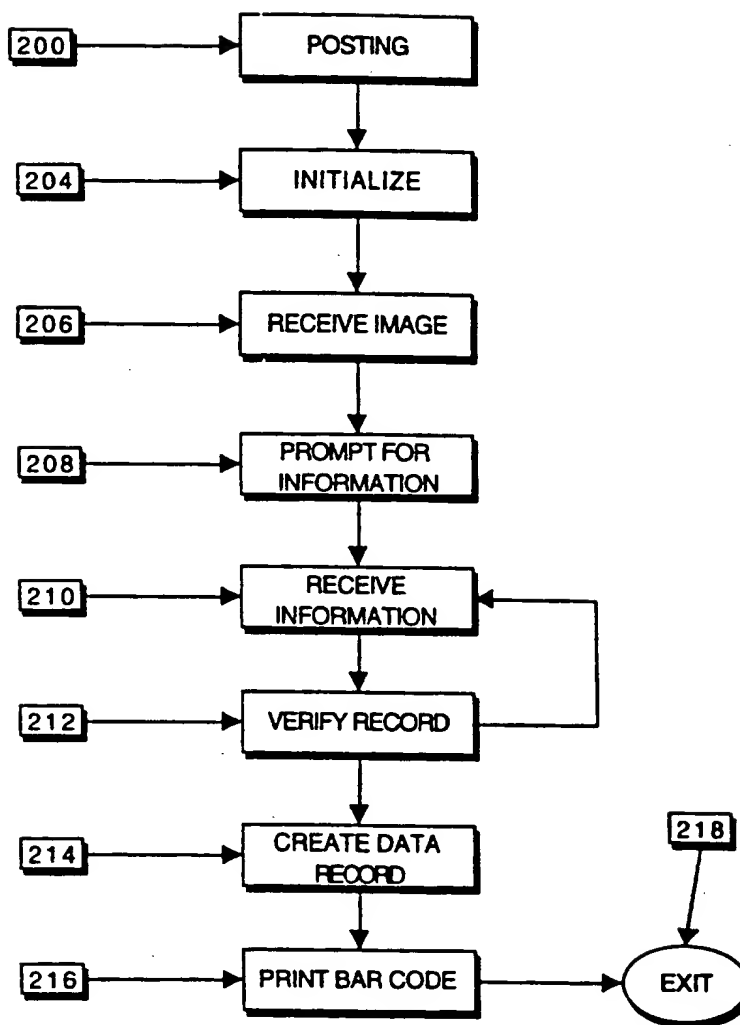 200
POSTING
204
INITIALIZE
206
RECEIVE IMAGE
208
PROMPT FOR
INFORMATION
210
RECEIVE
INFORMATION
212
VERIFY RECORD
214
CREATE DATA
RECORD
218
216
PRINT BAR CODE
EXIT